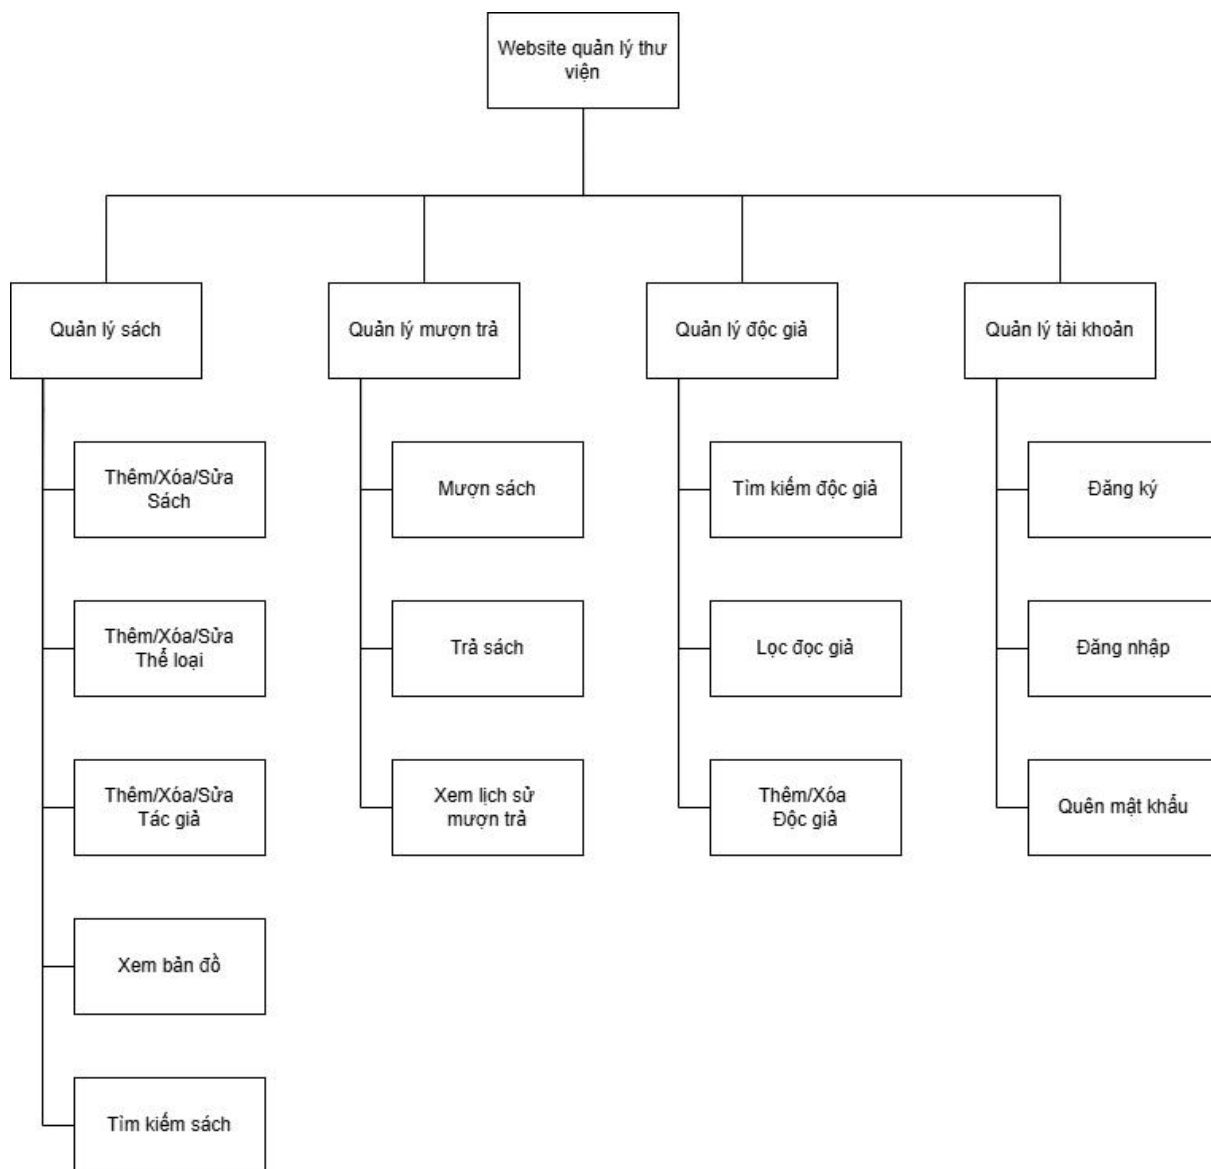 Website quản lý thư
viện
Quản lý sách
Quản lý mượn trả
Quản lý độc giả
Quản lý tài khoản
Thêm/Xóa/Sửa
Sách
Mượn sách
Tìm kiếm độc giả
Đăng ký
Thêm/Xóa/Sửa
Thể loại
Trả sách
Lọc đọc giả
Đăng nhập
Thêm/Xóa/Sửa
Tác giả
Xem lịch sử
mượn trả
Thêm/Xóa
Độc giả
Quên mật khẩu
Xem bản đồ
Tìm kiếm sách